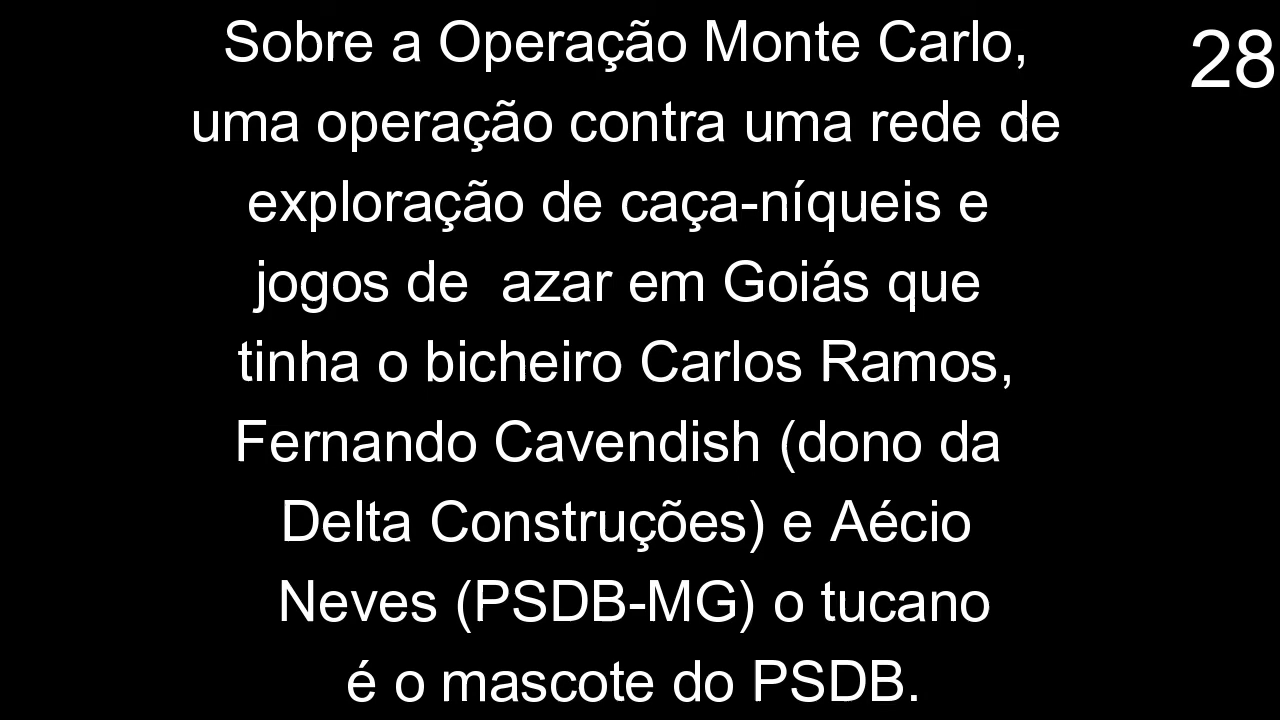 Sobre a Operação Monte Carlo,
28
uma operação contra uma rede de
exploração de caça-níqueis e
jogos de  azar em Goiás que
tinha o bicheiro Carlos Ramos,
Fernando Cavendish (dono da
Delta Construções) e Aécio
Neves (PSDB-MG) o tucano
é o mascote do PSDB.